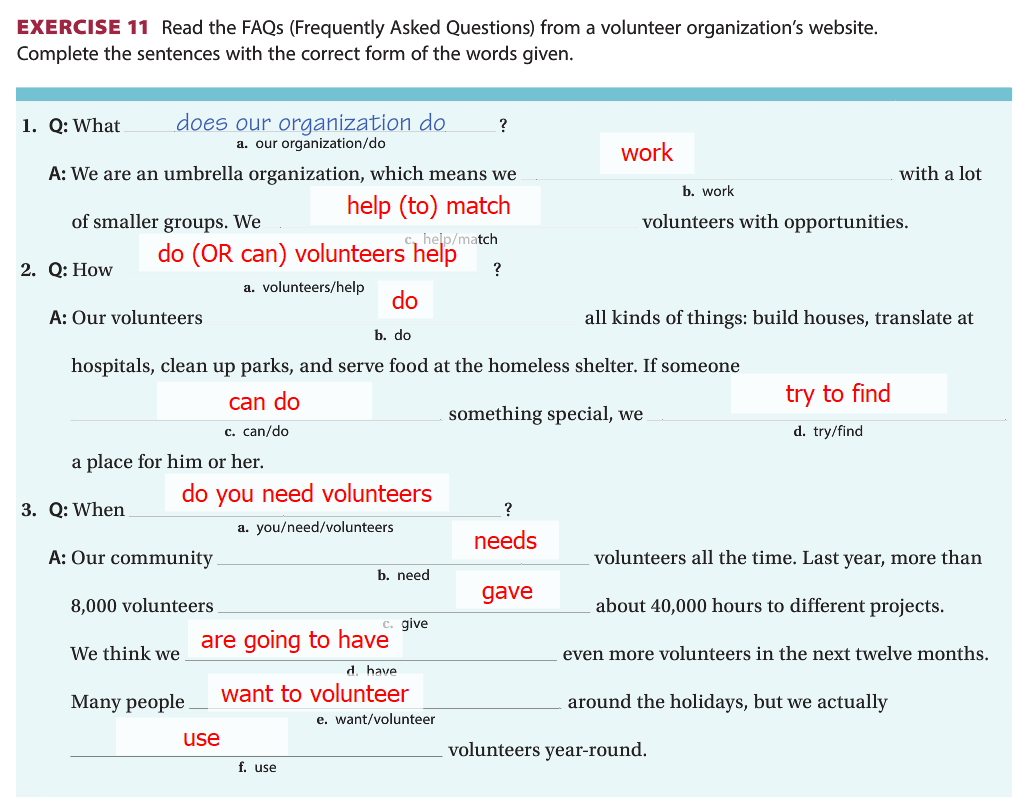 EXERCISE 11 Read the FAQs (Frequently Asked Questions) from a volunteer organization's website.
Complete the sentences with the correct form of the words given.
1. Q: What does our organization do ?
a. our organization/do
A: We are an umbrella organization, which means we work with a lot
b. work
of smaller groups. We help (to) match volunteers with opportunities.
c. help/match
2. Q: How do (OR can) volunteers help ?
a. volunteers/help
A: Our volunteers do all kinds of things: build houses, translate at
b. do
hospitals, clean up parks, and serve food at the homeless shelter. If someone
can do something special, we try to find
c. can/do d. try/find
a place for him or her.
3. Q: When do you need volunteers ?
a. you/need/volunteers
A: Our community needs volunteers all the time. Last year, more than
b. need
8,000 volunteers gave about 40,000 hours to different projects.
c. give
We think we are going to have even more volunteers in the next twelve months.
d. have
Many people want to volunteer around the holidays, but we actually
e. want/volunteer
use volunteers year-round.
f. use